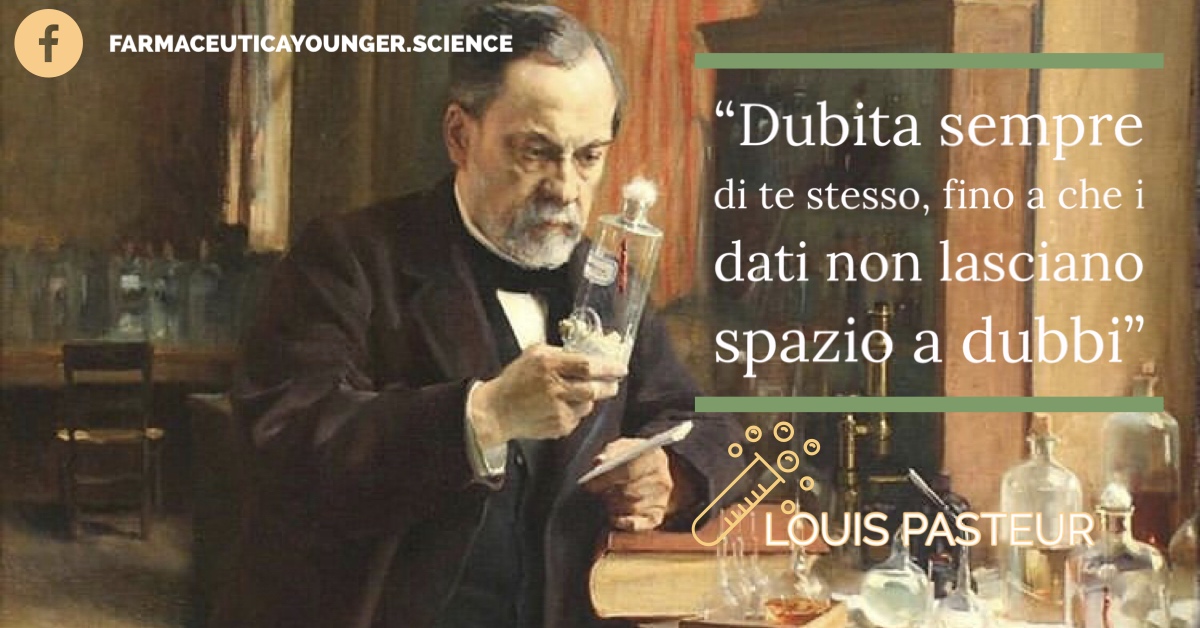 FARMACEUTICAYOUNGER.SCIENCE
“Dubita sempre
di te stesso, fino a che i
dati non lasciano
spazio a dubbi”
LOUIS PASTEUR